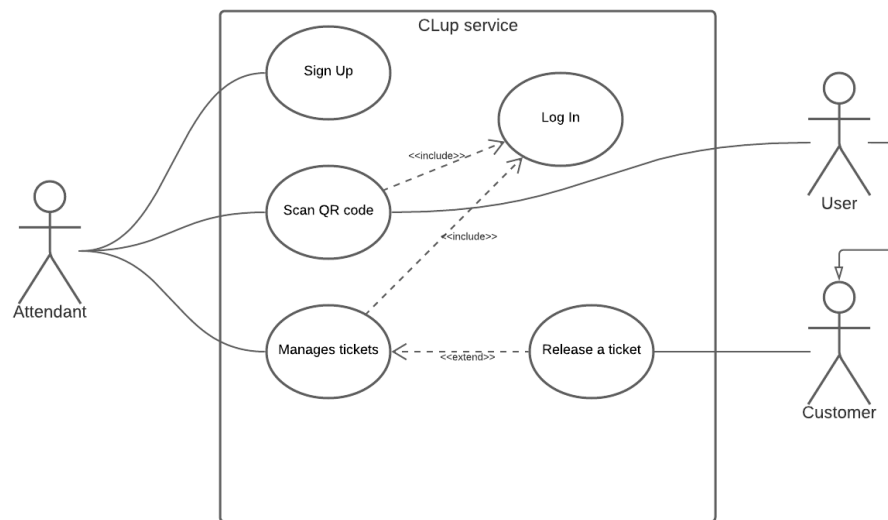 CLup service
Sign Up
Log In
<<include>>
Scan QR code
User
<<include>>
Attendant
Manages tickets
<<extend>>
Release a ticket
Customer